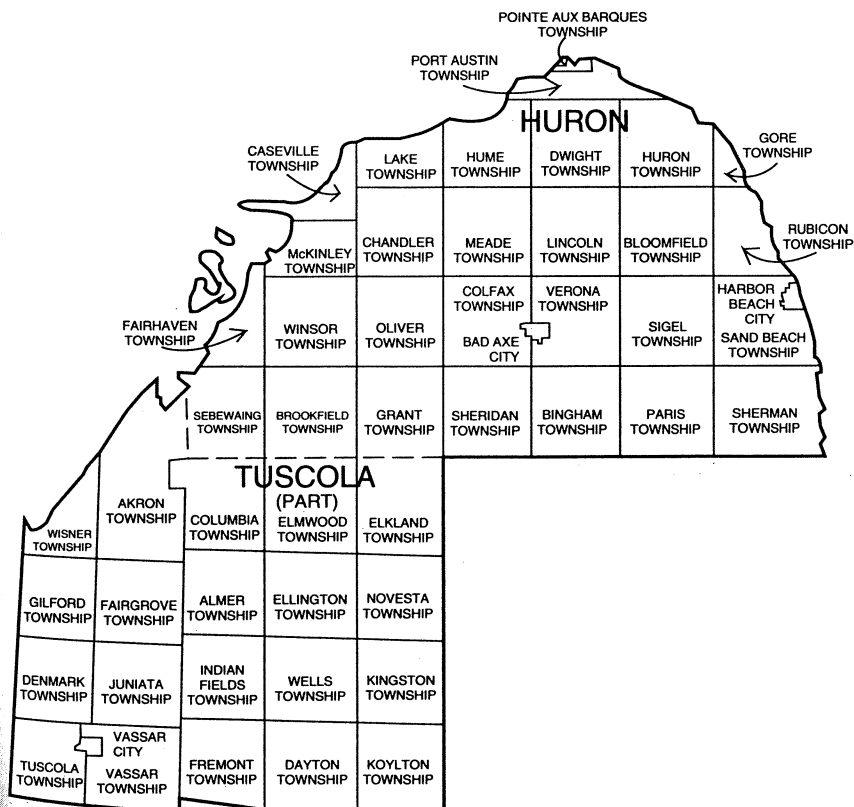 POINTE AUX BARQUES
TOWNSHIP
PORT AUSTIN
TOWNSHIP
HURON
CASEVILLE
TOWNSHIP
LAKE
TOWNSHIP
HUME
TOWNSHIP
DWIGHT
TOWNSHIP
HURON
TOWNSHIP
GORE
TOWNSHIP
McKINLEY
TOWNSHIP
CHANDLER
TOWNSHIP
MEADE
TOWNSHIP
LINCOLN
TOWNSHIP
BLOOMFIELD
TOWNSHIP
RUBICON
TOWNSHIP
FAIRHAVEN
TOWNSHIP
WINSOR
TOWNSHIP
OLIVER
TOWNSHIP
COLFAX
TOWNSHIP
BAD AXE
CITY
VERONA
TOWNSHIP
SIGEL
TOWNSHIP
HARBOR
BEACH
CITY
SAND BEACH
TOWNSHIP
SEBEWAING
TOWNSHIP
BROOKFIELD
TOWNSHIP
GRANT
TOWNSHIP
SHERIDAN
TOWNSHIP
BINGHAM
TOWNSHIP
PARIS
TOWNSHIP
SHERMAN
TOWNSHIP
TUSCOLA
(PART)
WISNER
TOWNSHIP
AKRON
TOWNSHIP
COLUMBIA
TOWNSHIP
ELMWOOD
TOWNSHIP
ELKLAND
TOWNSHIP
GILFORD
TOWNSHIP
FAIRGROVE
TOWNSHIP
ALMER
TOWNSHIP
ELLINGTON
TOWNSHIP
NOVESTA
TOWNSHIP
DENMARK
TOWNSHIP
JUNIATA
TOWNSHIP
INDIAN
FIELDS
TOWNSHIP
WELLS
TOWNSHIP
KINGSTON
TOWNSHIP
TUSCOLA
TOWNSHIP
VASSAR
CITY
VASSAR
TOWNSHIP
FREMONT
TOWNSHIP
DAYTON
TOWNSHIP
KOYLTON
TOWNSHIP